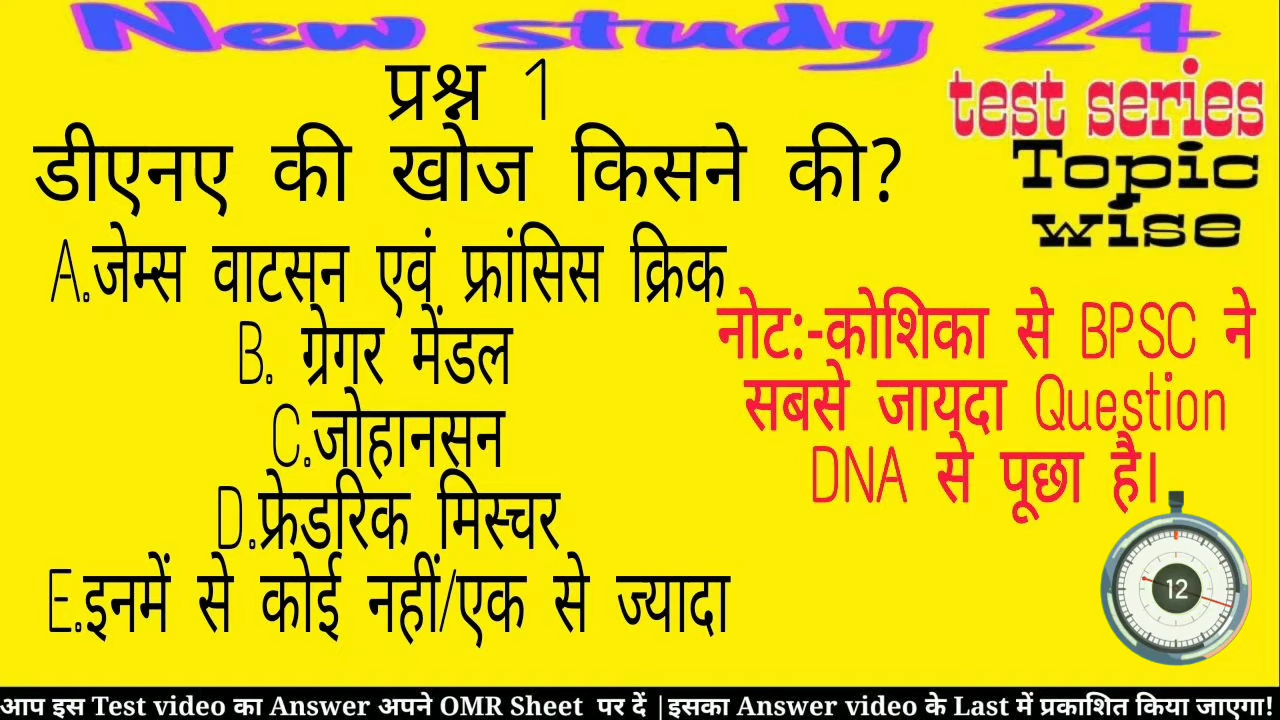 New study 24
test series
Topic
wise
प्रश्न 1
डीएनए की खोज किसने की?
A.जेम्स वाटसन एवं फ्रांसिस क्रिक
B. ग्रेगर मेंडल
C.जोहानसन
D.फ्रेडरिक मिस्चर
E.इनमें से कोई नहीं/एक से ज्यादा
नोट:-कोशिका से BPSC ने
सबसे जायदा Question
DNA से पूछा है।
12
आप इस Test video का Answer अपने OMR Sheet पर दें |इसका Answer video के Last में प्रकाशित किया जाएगा!